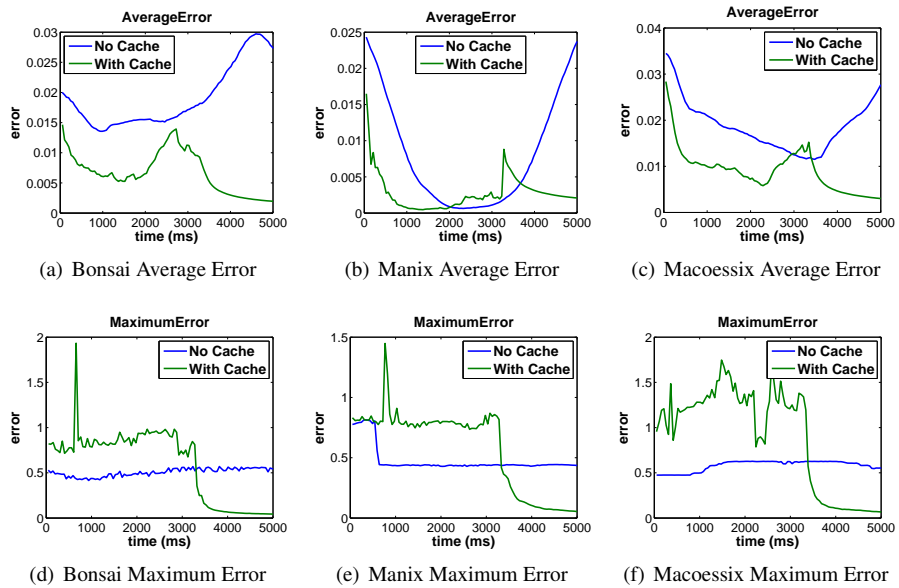 AverageError
0.03
0.025
0.02
0.015
0.01
0.005
0
error
No Cache
With Cache
0 1000 2000 3000 4000 5000
time (ms)
(a) Bonsai Average Error
AverageError
0.025
0.02
0.015
0.01
0.005
0
error
No Cache
With Cache
0 1000 2000 3000 4000 5000
time (ms)
(b) Manix Average Error
AverageError
0.04
0.03
0.02
0.01
0
error
No Cache
With Cache
0 1000 2000 3000 4000 5000
time (ms)
(c) Macoessix Average Error
MaximumError
2
1.5
1
0.5
0
error
No Cache
With Cache
0 1000 2000 3000 4000 5000
time (ms)
(d) Bonsai Maximum Error
MaximumError
1.5
1
0.5
0
error
No Cache
With Cache
0 1000 2000 3000 4000 5000
time (ms)
(e) Manix Maximum Error
MaximumError
2
1.5
1
0.5
0
error
No Cache
With Cache
0 1000 2000 3000 4000 5000
time (ms)
(f) Macoessix Maximum Error